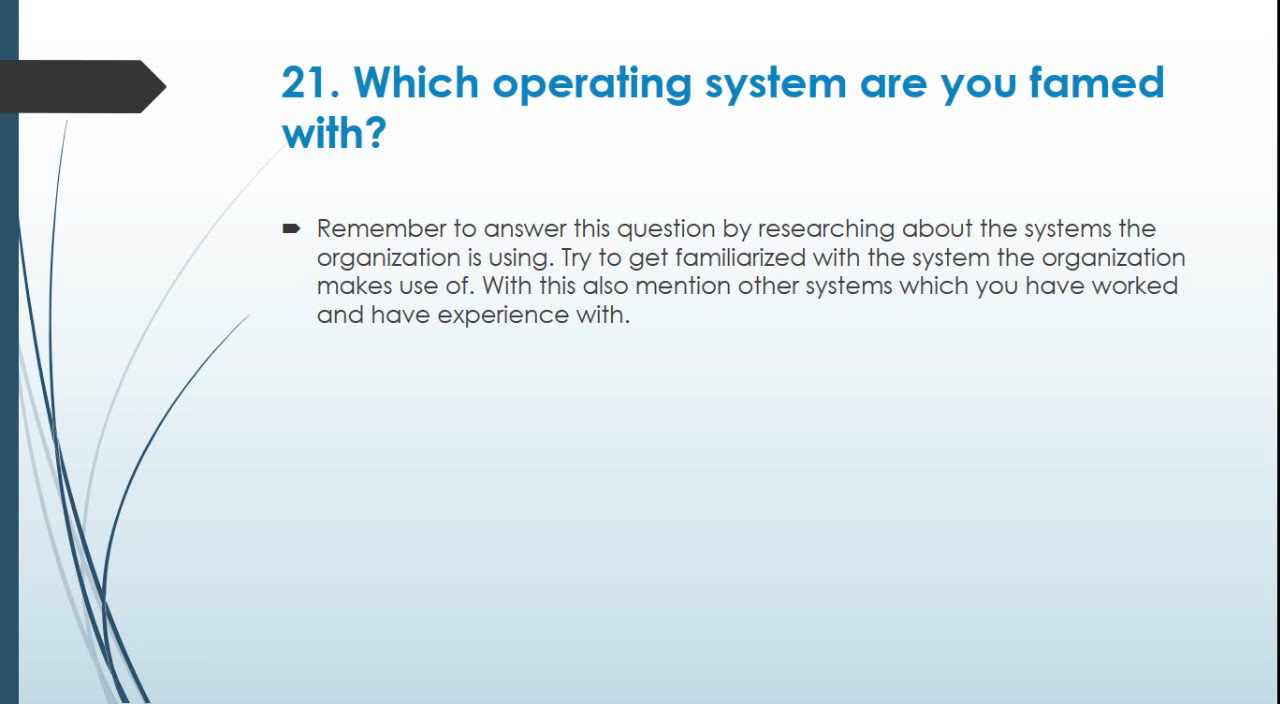 21. Which operating system are you famed
with?
Remember to answer this question by researching about the systems the
organization is using. Try to get familiarized with the system the organization
makes use of. With this also mention other systems which you have worked
and have experience with.